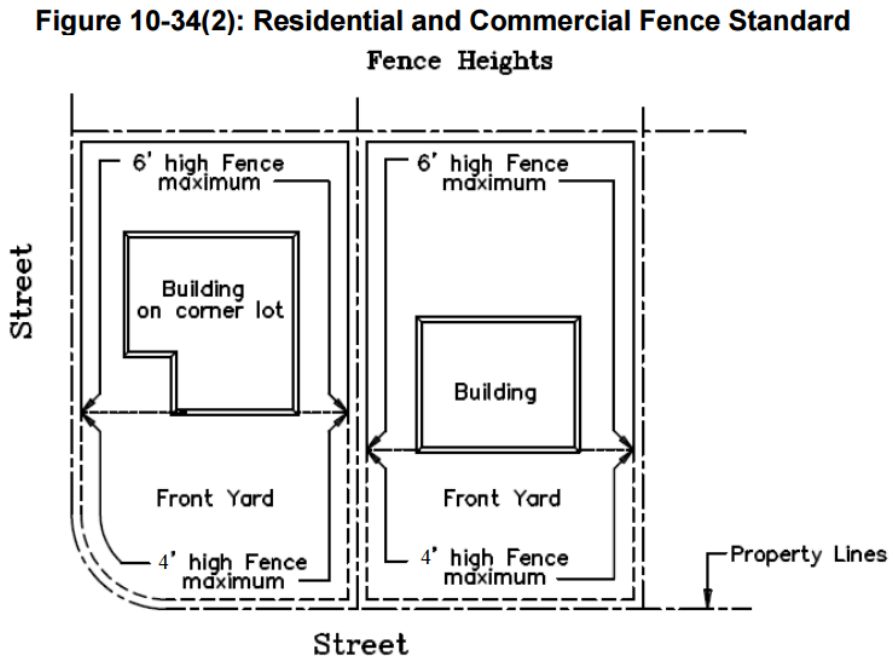 Figure 10-34(2): Residential and Commercial Fence Standard
Fence Heights
6' high Fence
maximum
6' high Fence
maximum
Street
Building
on corner lot
Building
Front Yard
Front Yard
4' high Fence
maximum
4' high Fence
maximum
Property Lines
Street